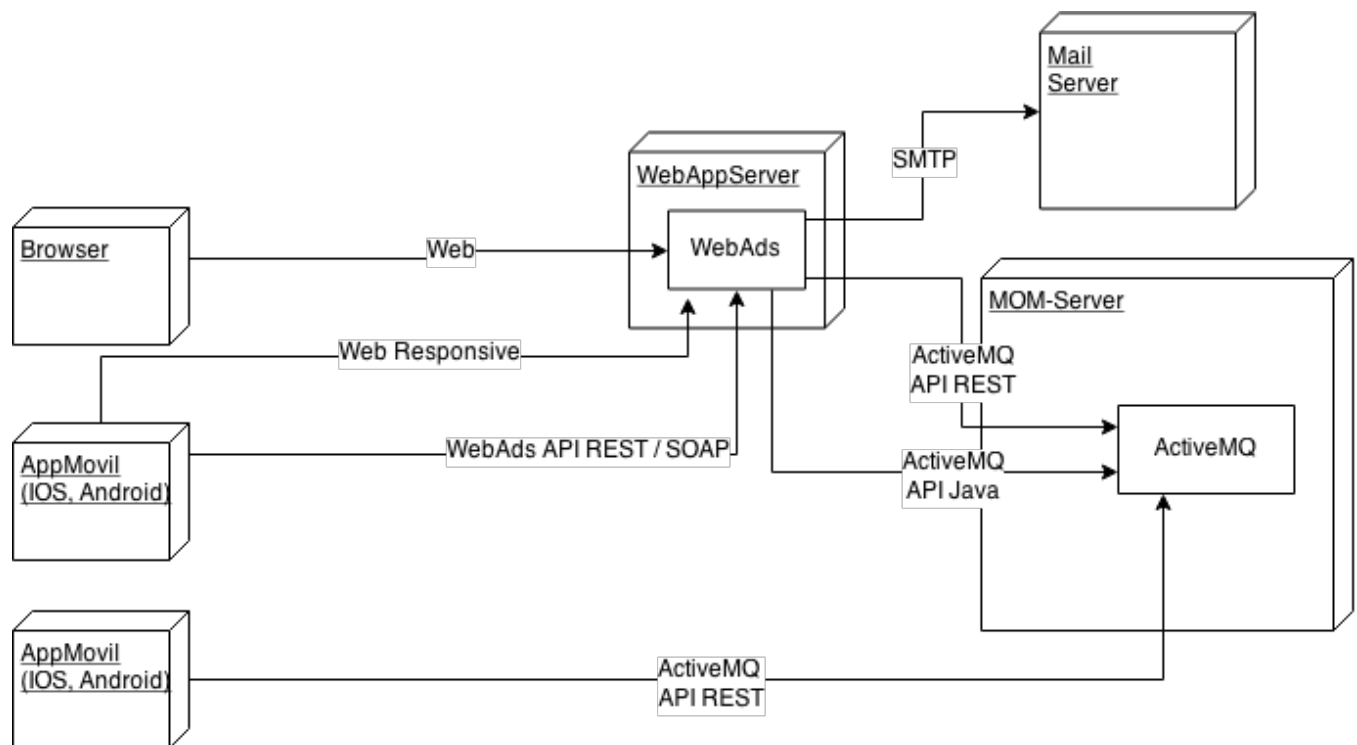 Mail
Server
SMTP
WebAppServer
WebAds
Browser
Web
MOM-Server
Web Responsive
ActiveMQ
API REST
AppMovil
(IOS, Android)
WebAds API REST / SOAP
ActiveMQ
API Java
ActiveMQ
AppMovil
(IOS, Android)
ActiveMQ
API REST